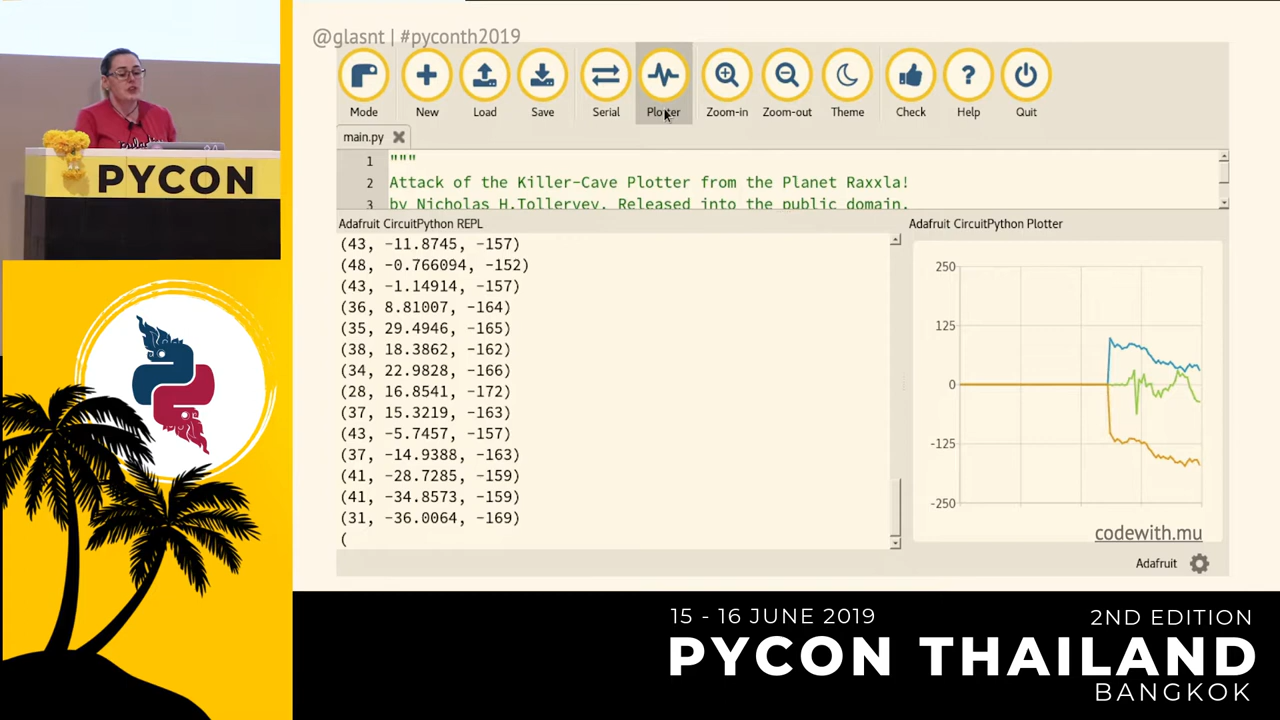 @glasnt | #pyconth2019
Mode
New
Load
Save
Serial
Plotter
Zoom-in
Zoom-out
Theme
Check
Help
Quit
main.py
1 """
2 Attack of the Killer-Cave Plotter from the Planet Raxxla!
3 by Nicholas H.Tollervey. Released into the public domain.
Adafruit CircuitPython REPL
(43, -11.8745, -157)
(48, -0.766094, -152)
(43, -1.14914, -157)
(36, 8.81007, -164)
(35, 29.4946, -165)
(38, 18.3862, -162)
(34, 22.9828, -166)
(28, 16.8541, -172)
(37, 15.3219, -163)
(43, -5.7457, -157)
(37, -14.9388, -163)
(41, -28.7285, -159)
(41, -34.8573, -159)
(31, -36.0064, -169)
(
Adafruit CircuitPython Plotter
250
125
0
-125
-250
codewith.mu
Adafruit
PYCON
15 - 16 JUNE 2019
2ND EDITION
PYCON THAILAND
BANGKOK